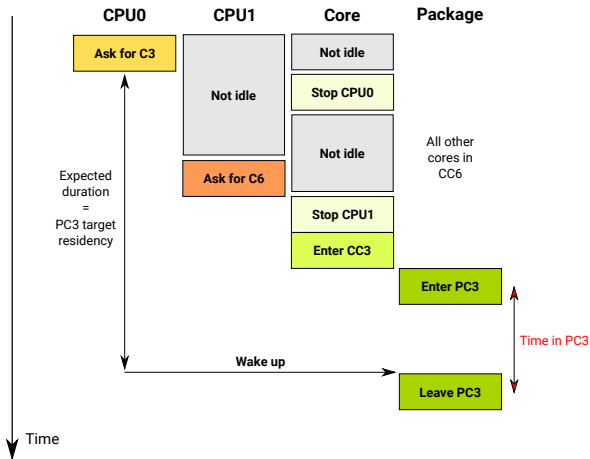 CPU0 CPU1 Core Package
Ask for C3
Not idle
Not idle
Stop CPU0
Not idle
All other
cores in
CC6
Ask for C6
Expected
duration
=
PC3 target
residency
Stop CPU1
Enter CC3
Enter PC3
Time in PC3
Wake up
Leave PC3
Time